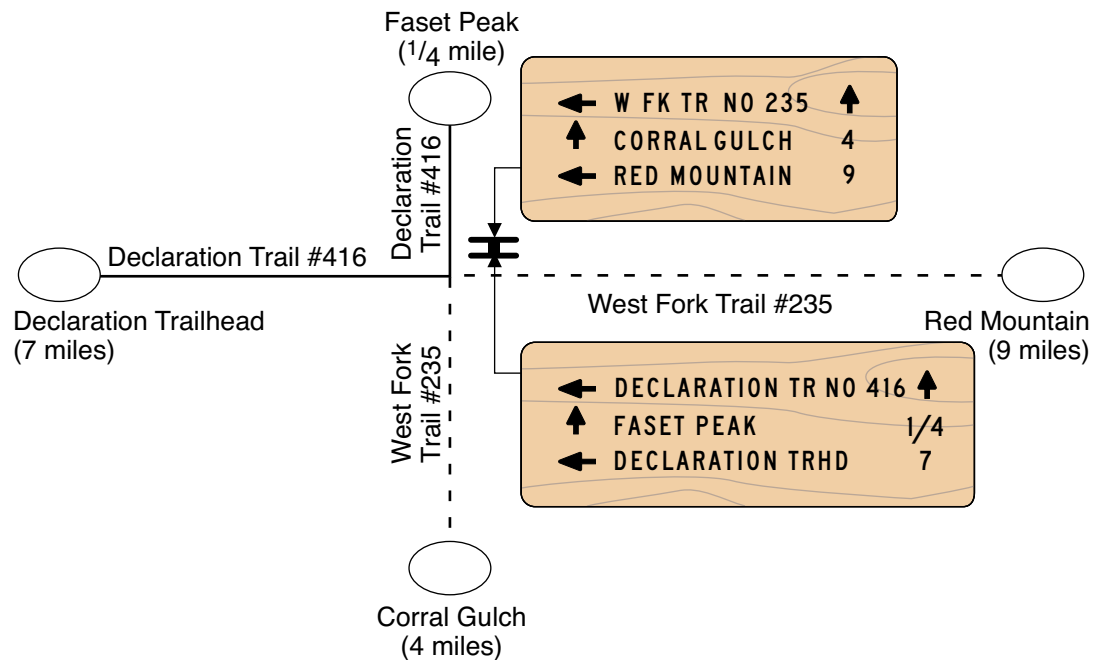 Faset Peak
(1/4 mile)
← W FK TR NO 235 ↑
↑ CORRAL GULCH 4
← RED MOUNTAIN 9
Declaration
Trail #416
Declaration Trail #416
Declaration Trailhead
(7 miles)
West Fork Trail #235
Red Mountain
(9 miles)
West Fork
Trail #235
← DECLARATION TR NO 416 ↑
↑ FASET PEAK 1/4
← DECLARATION TRHD 7
Corral Gulch
(4 miles)